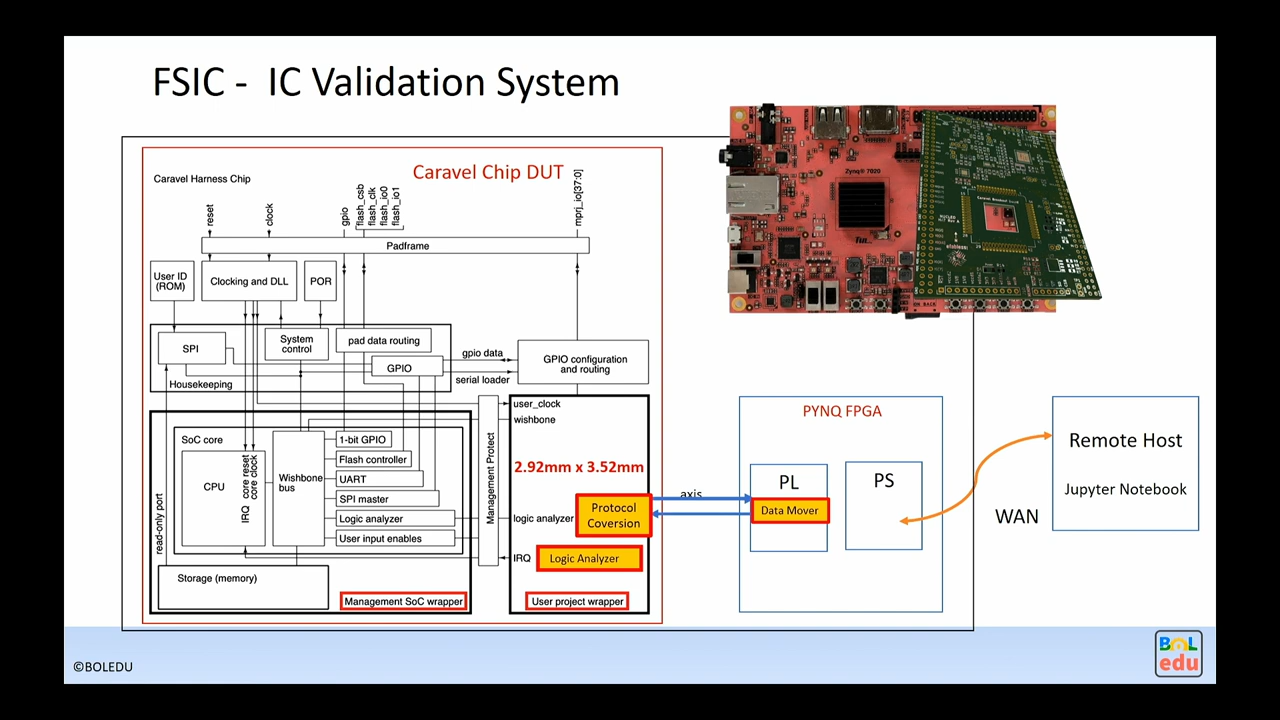 FSIC -  IC Validation System
Caravel Chip DUT
Caravel Harness Chip
reset
clock
gpio
flash_csb
flash_clk
flash_io0
flash_io1
mprj_io[37:0]
Padframe
User ID
(ROM)
Clocking and DLL
POR
SPI
System
control
pad data routing
GPIO
Housekeeping
gpio data
serial loader
GPIO configuration
and routing
SoC core
CPU
IRQ
core reset
core clock
Wishbone
bus
1-bit GPIO
Flash controller
UART
SPI master
Logic analyzer
User input enables
read-only port
Storage (memory)
Management SoC wrapper
Management Protect
user_clock
wishbone
2.92mm x 3.52mm
logic analyzer
Protocol
Coversion
IRQ
Logic Analyzer
User project wrapper
axis
Zynq® 7020
PYNQ FPGA
PL
Data Mover
PS
WAN
Remote Host
Jupyter Notebook
©BOLEDU
BOL
edu